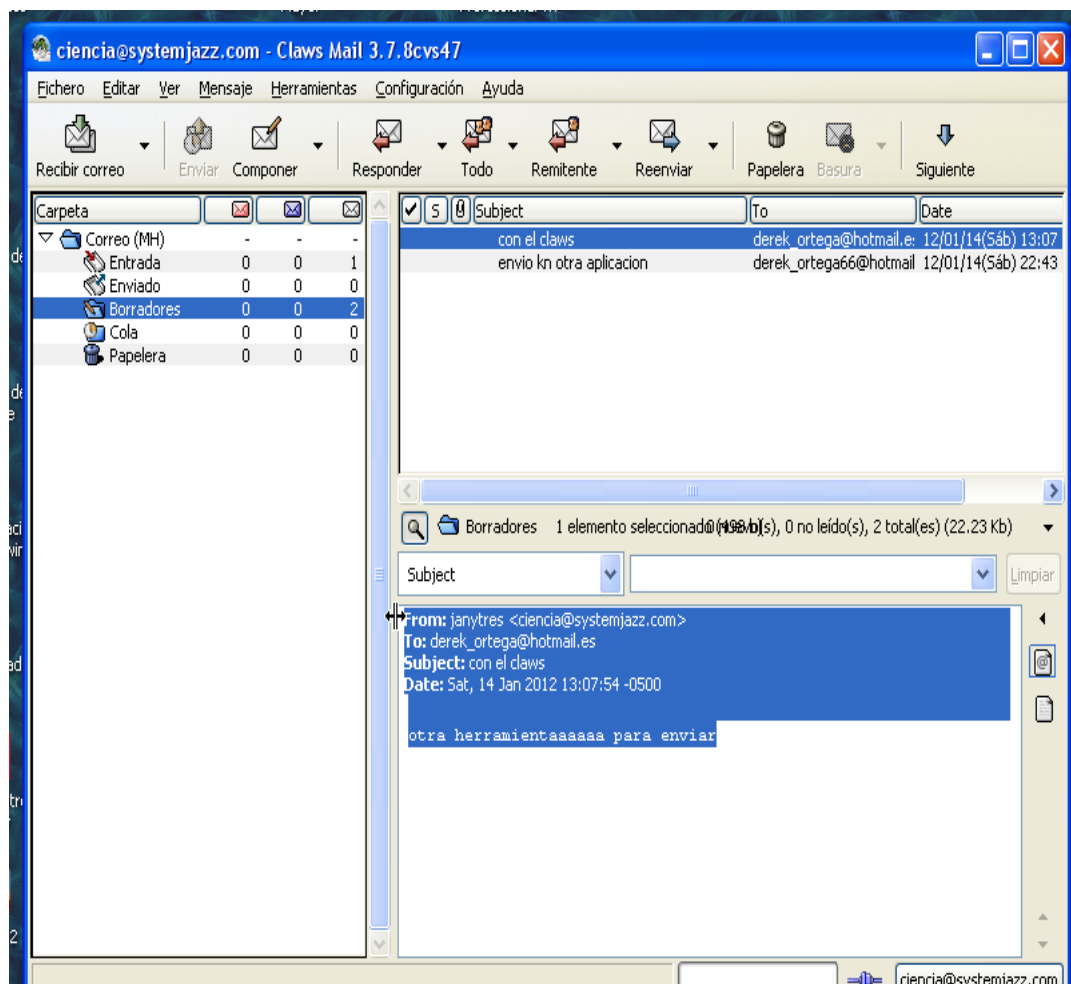 ciencia@systemjazz.com - Claws Mail 3.7.8cvs47
Fichero Editar Ver Mensaje Herramientas Configuración Ayuda
Recibir correo Enviar Componer Responder Todo Remitente Reenviar Papelera Basura Siguiente
Carpeta
Correo (MH) - - -
Entrada 0 0 1
Enviado 0 0 0
Borradores 0 0 2
Cola 0 0 0
Papelera 0 0 0
S Subject To Date
con el claws derek_ortega@hotmail.e: 12/01/14(Sáb) 13:07
envio kn otra aplicacion derek_ortega66@hotmail 12/01/14(Sáb) 22:43
Borradores 1 elemento seleccionado (s), 0 no leído(s), 2 total(es) (22.23 Kb)
Subject Limpiar
From: janytres <ciencia@systemjazz.com>
To: derek_ortega@hotmail.es
Subject: con el claws
Date: Sat, 14 Jan 2012 13:07:54 -0500
otra herramientaaaaaa para enviar
ciencia@systemjazz.com